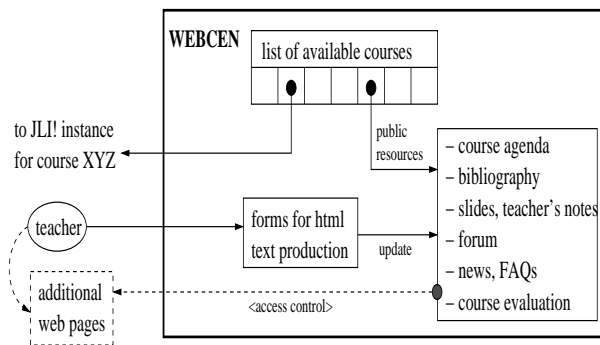 WEBCEN
list of available courses
to JLI! instance
for course XYZ
public
resources
– course agenda
– bibliography
– slides, teacher's notes
– forum
– news, FAQs
– course evaluation
teacher
forms for html
text production
update
additional
web pages
<access control>